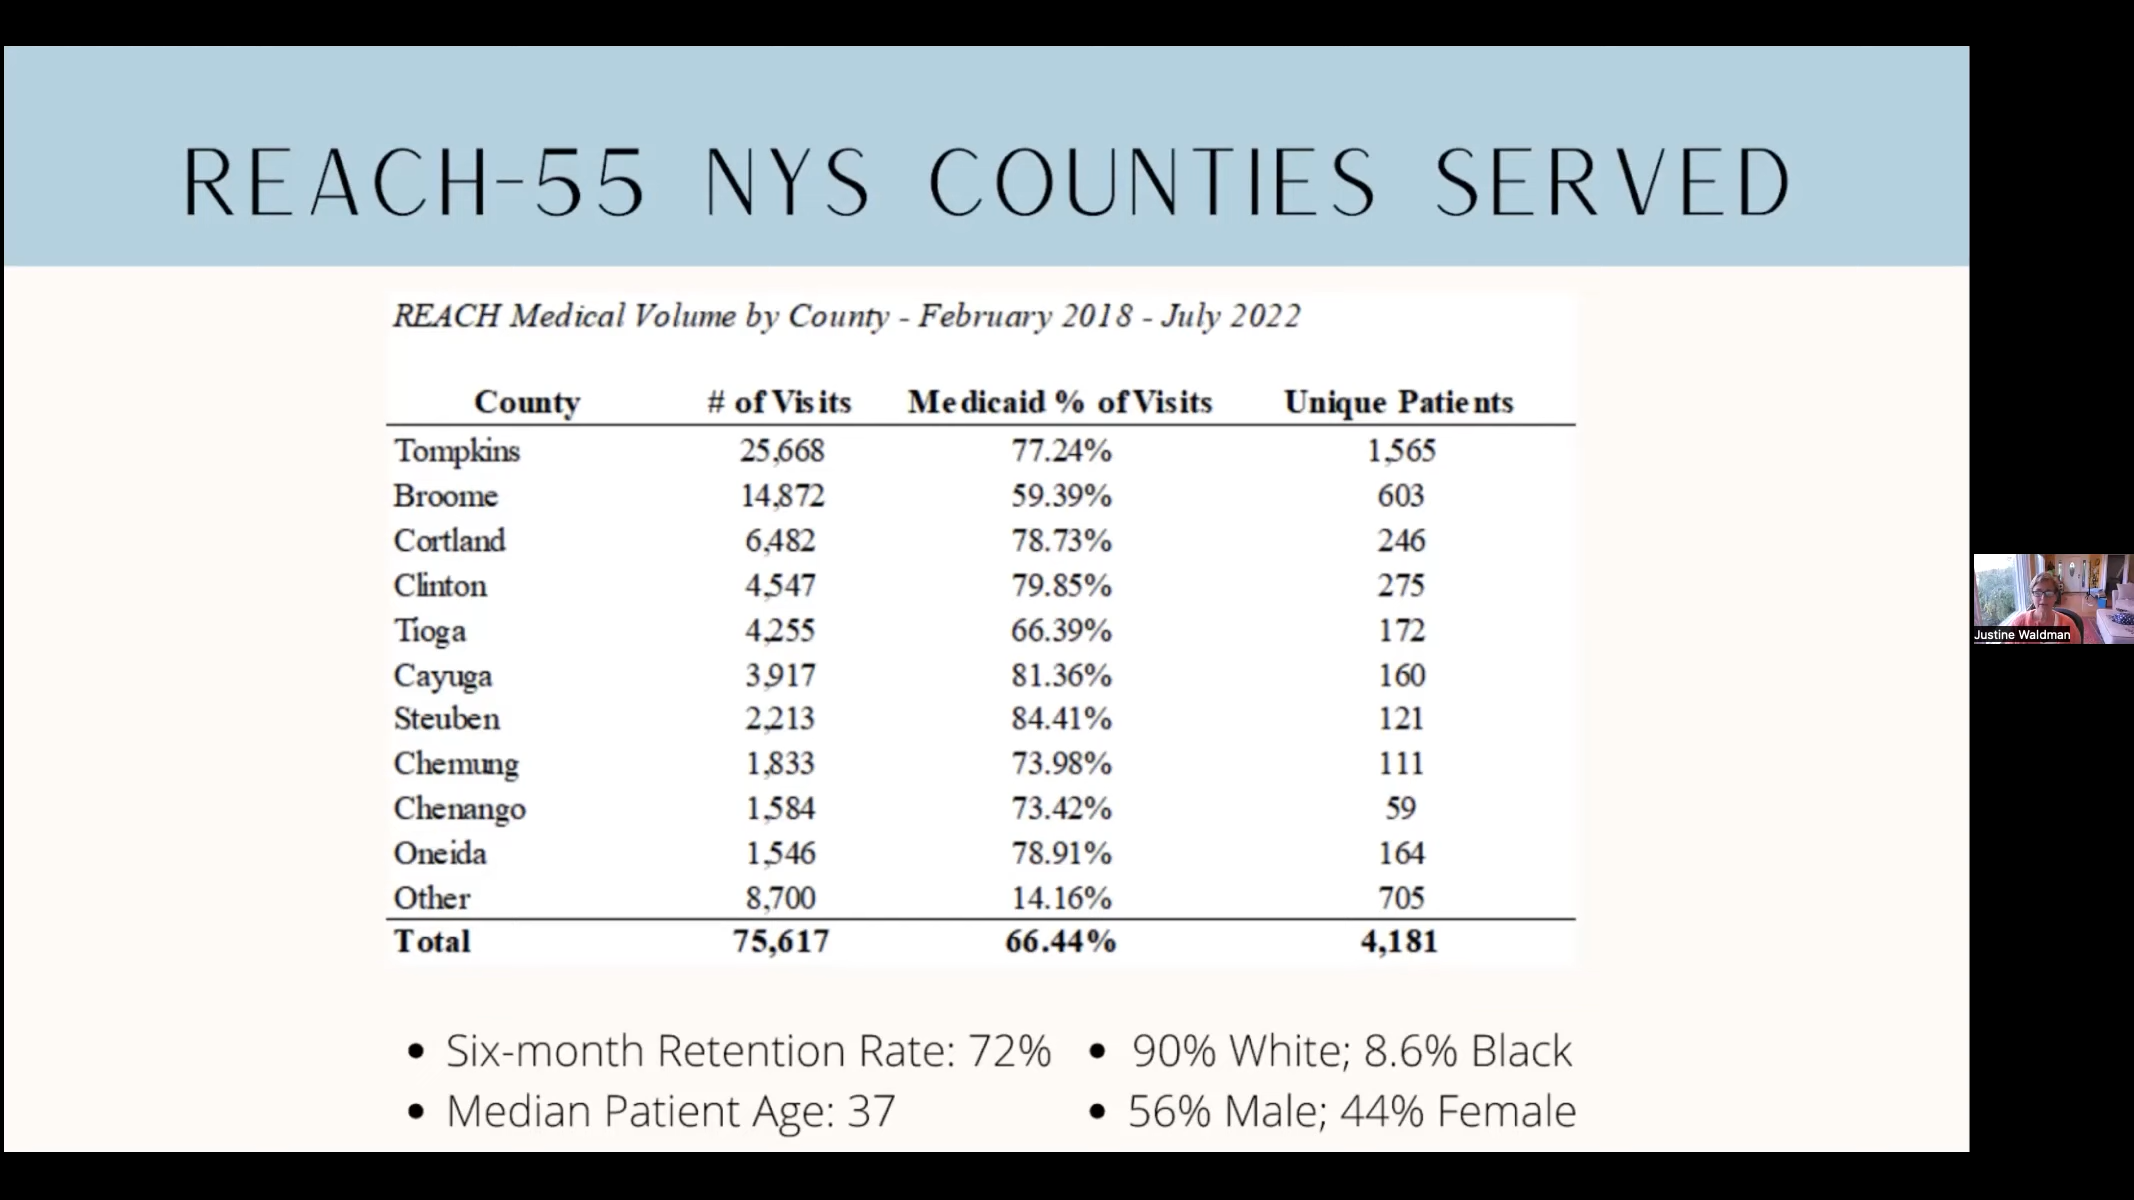 REACH-55 NYS COUNTIES SERVED
REACH Medical Volume by County - February 2018 - July 2022
County # of Visits Medicaid % of Visits Unique Patients
Tompkins 25,668 77.24% 1,565
Broome 14,872 59.39% 603
Cortland 6,482 78.73% 246
Clinton 4,547 79.85% 275
Tioga 4,255 66.39% 172
Cayuga 3,917 81.36% 160
Steuben 2,213 84.41% 121
Chemung 1,833 73.98% 111
Chenango 1,584 73.42% 59
Oneida 1,546 78.91% 164
Other 8,700 14.16% 705
Total 75,617 66.44% 4,181
• Six-month Retention Rate: 72% • 90% White; 8.6% Black
• Median Patient Age: 37 • 56% Male; 44% Female
Justine Waldman